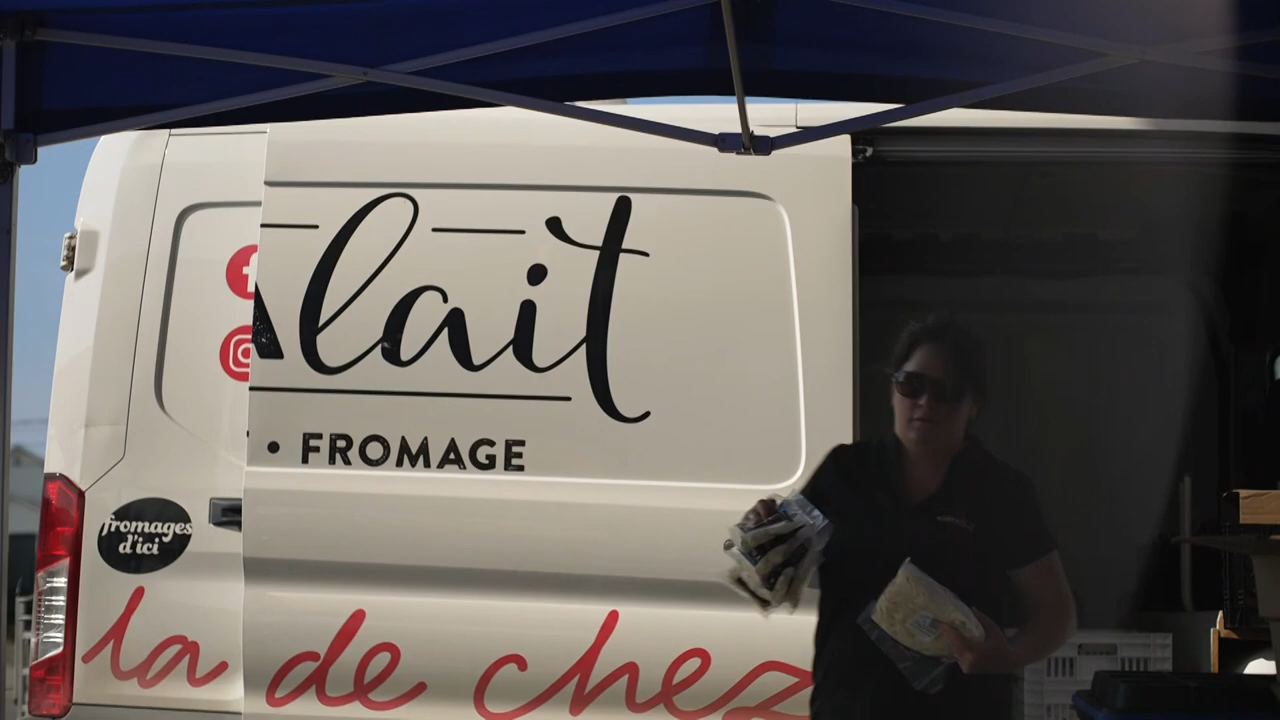 lait
• FROMAGE
fromages
d'ici
la de chez